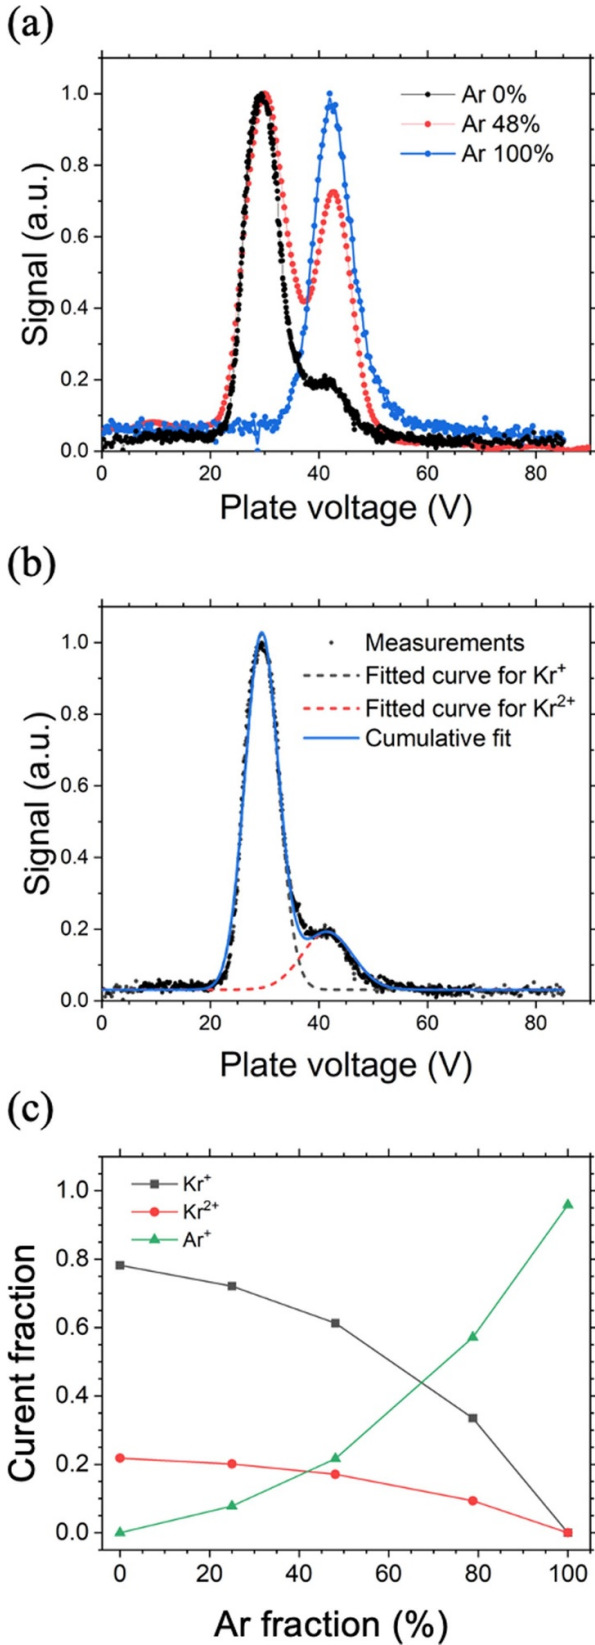 (a)
1.0
0.8
0.6
0.4
0.2
0.0
Signal (a.u.)
Ar 0%
Ar 48%
Ar 100%
0 20 40 60 80
Plate voltage (V)
(b)
1.0
0.8
0.6
0.4
0.2
0.0
Signal (a.u.)
Measurements
Fitted curve for Kr⁺
Fitted curve for Kr²⁺
Cumulative fit
0 20 40 60 80
Plate voltage (V)
(c)
1.0
0.8
0.6
0.4
0.2
0.0
Curent fraction
Kr⁺
Kr²⁺
Ar⁺
0 20 40 60 80 100
Ar fraction (%)